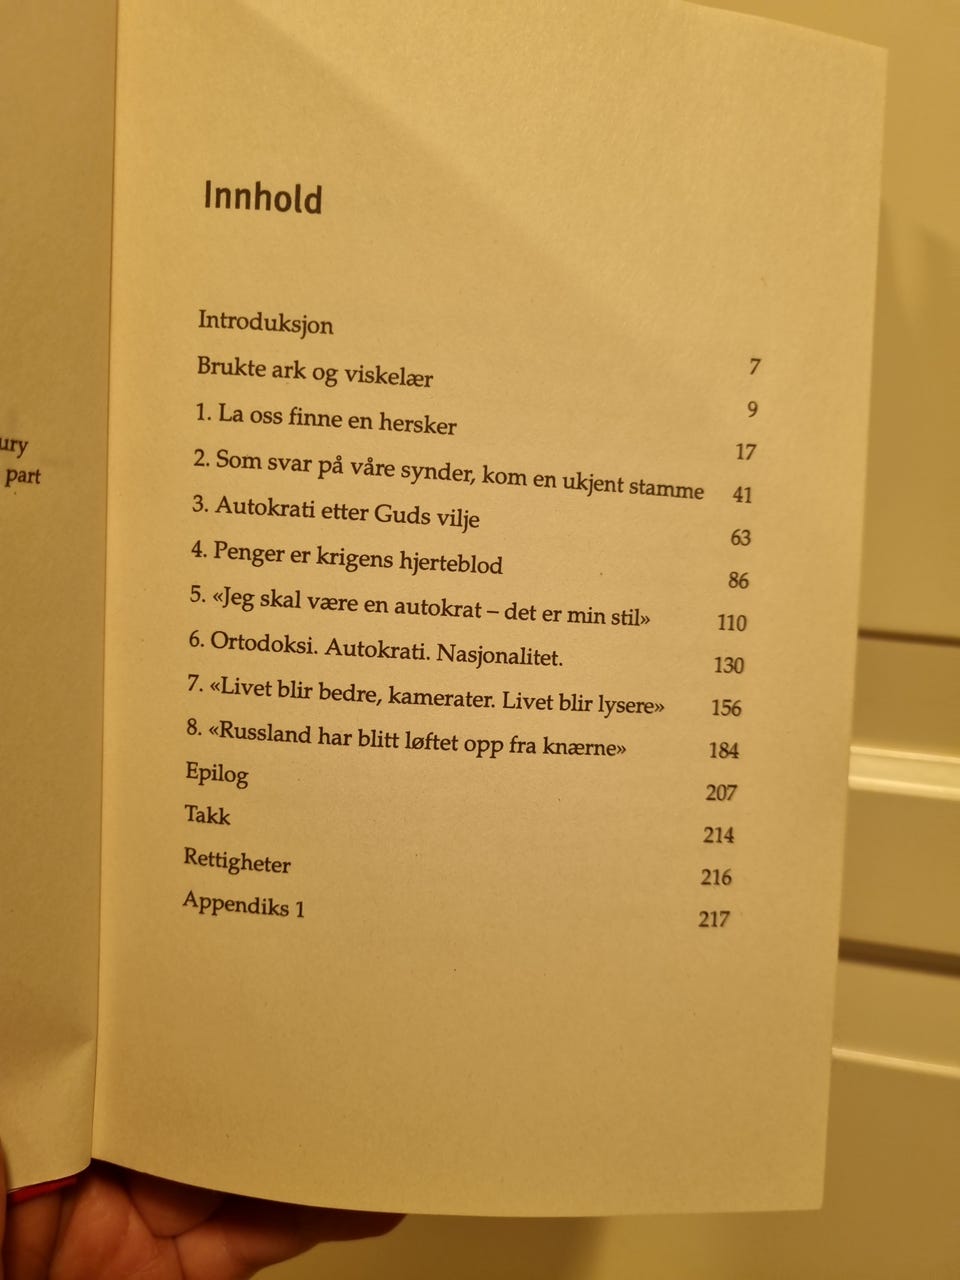 ury
part
Innhold
Introduksjon 7
Brukte ark og viskelær 9
1. La oss finne en hersker 17
2. Som svar på våre synder, kom en ukjent stamme 41
3. Autokrati etter Guds vilje 63
4. Penger er krigens hjerteblod 86
5. «Jeg skal være en autokrat – det er min stil» 110
6. Ortodoksi. Autokrati. Nasjonalitet. 130
7. «Livet blir bedre, kamerater. Livet blir lysere» 156
8. «Russland har blitt løftet opp fra knærne» 184
Epilog 207
Takk 214
Rettigheter 216
Appendiks 1 217